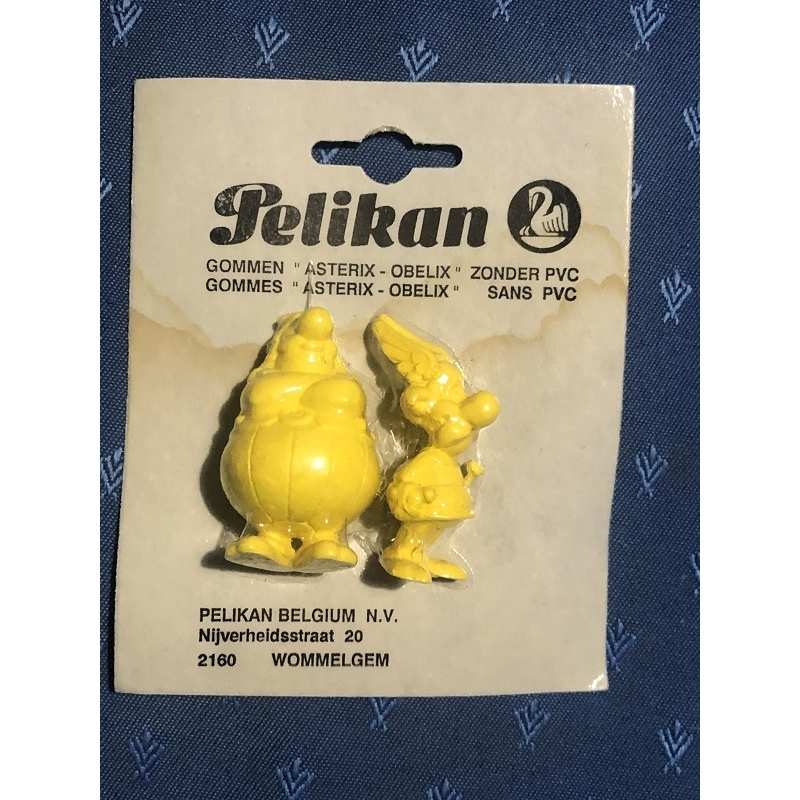 Pelikan
GOMMEN "ASTERIX - OBELIX" ZONDER PVC
GOMMES "ASTERIX - OBELIX" SANS PVC
PELIKAN BELGIUM N.V.
Nijverheidsstraat 20
2160 WOMMELGEM